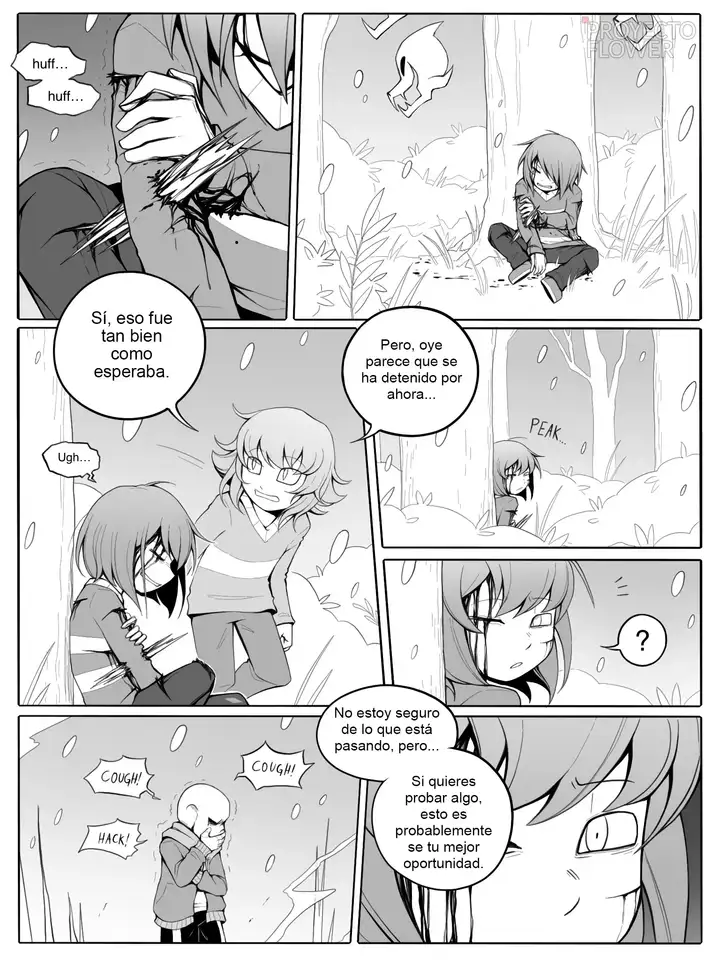 huff...
huff...
PROYECTO
FLOWER
Sí, eso fue
tan bien
como
esperaba.
Pero, oye
parece que se
ha detenido por
ahora...
Ugh...
PEAK...
?
No estoy seguro
de lo que está
pasando, pero...
Si quieres
probar algo,
esto es
probablemente
se tu mejor
oportunidad.
COUGH!
COUGH!
HACK!